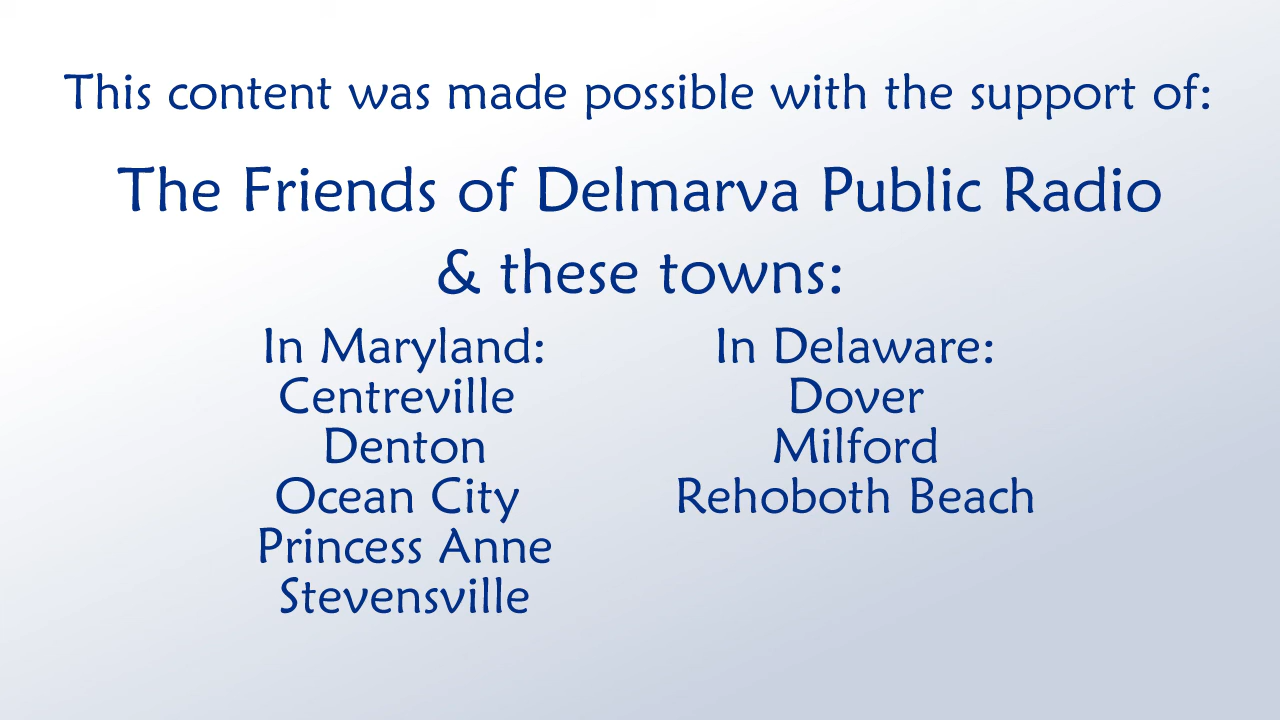 This content was made possible with the support of:
The Friends of Delmarva Public Radio
& these towns:
In Maryland:
Centreville
Denton
Ocean City
Princess Anne
Stevensville
In Delaware:
Dover
Milford
Rehoboth Beach